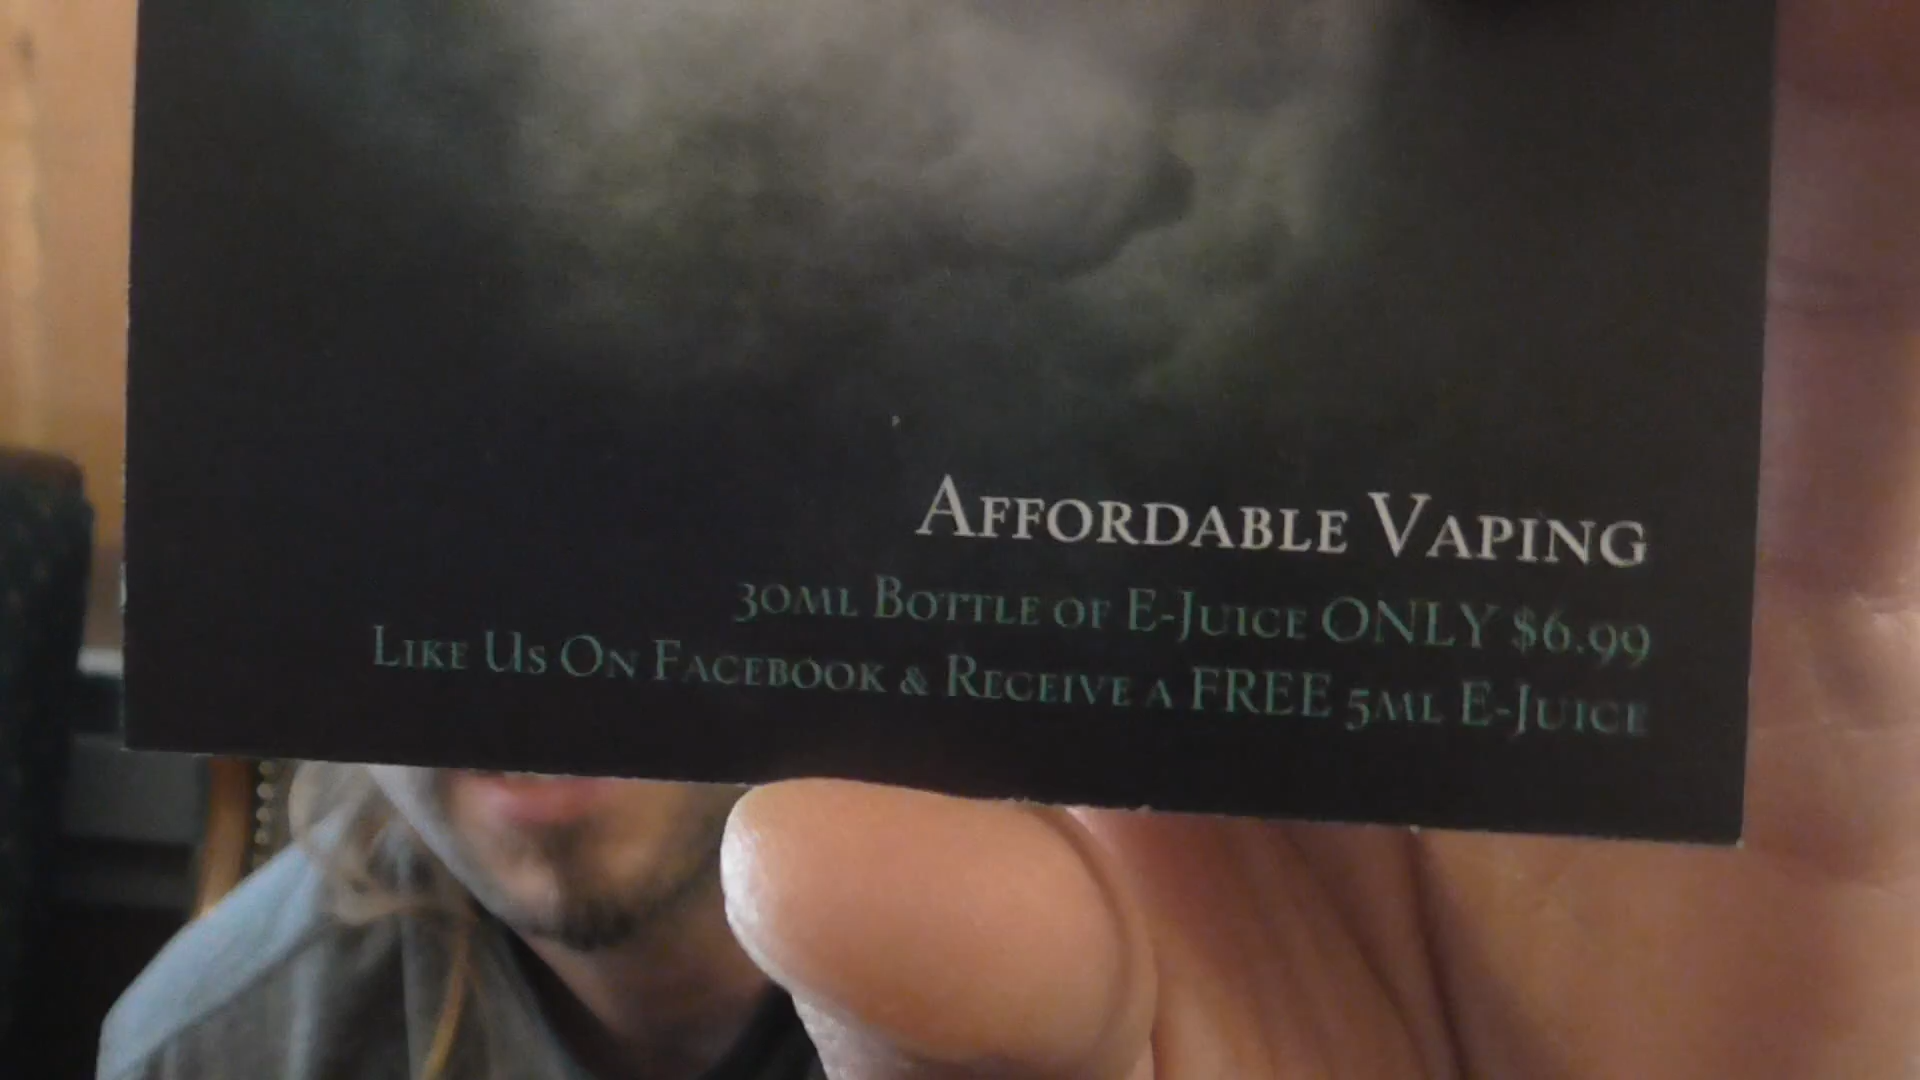 Affordable Vaping
30ml Bottle of E-Juice ONLY $6.99
Like Us On Facebook & Receive a FREE 5ml E-Juice